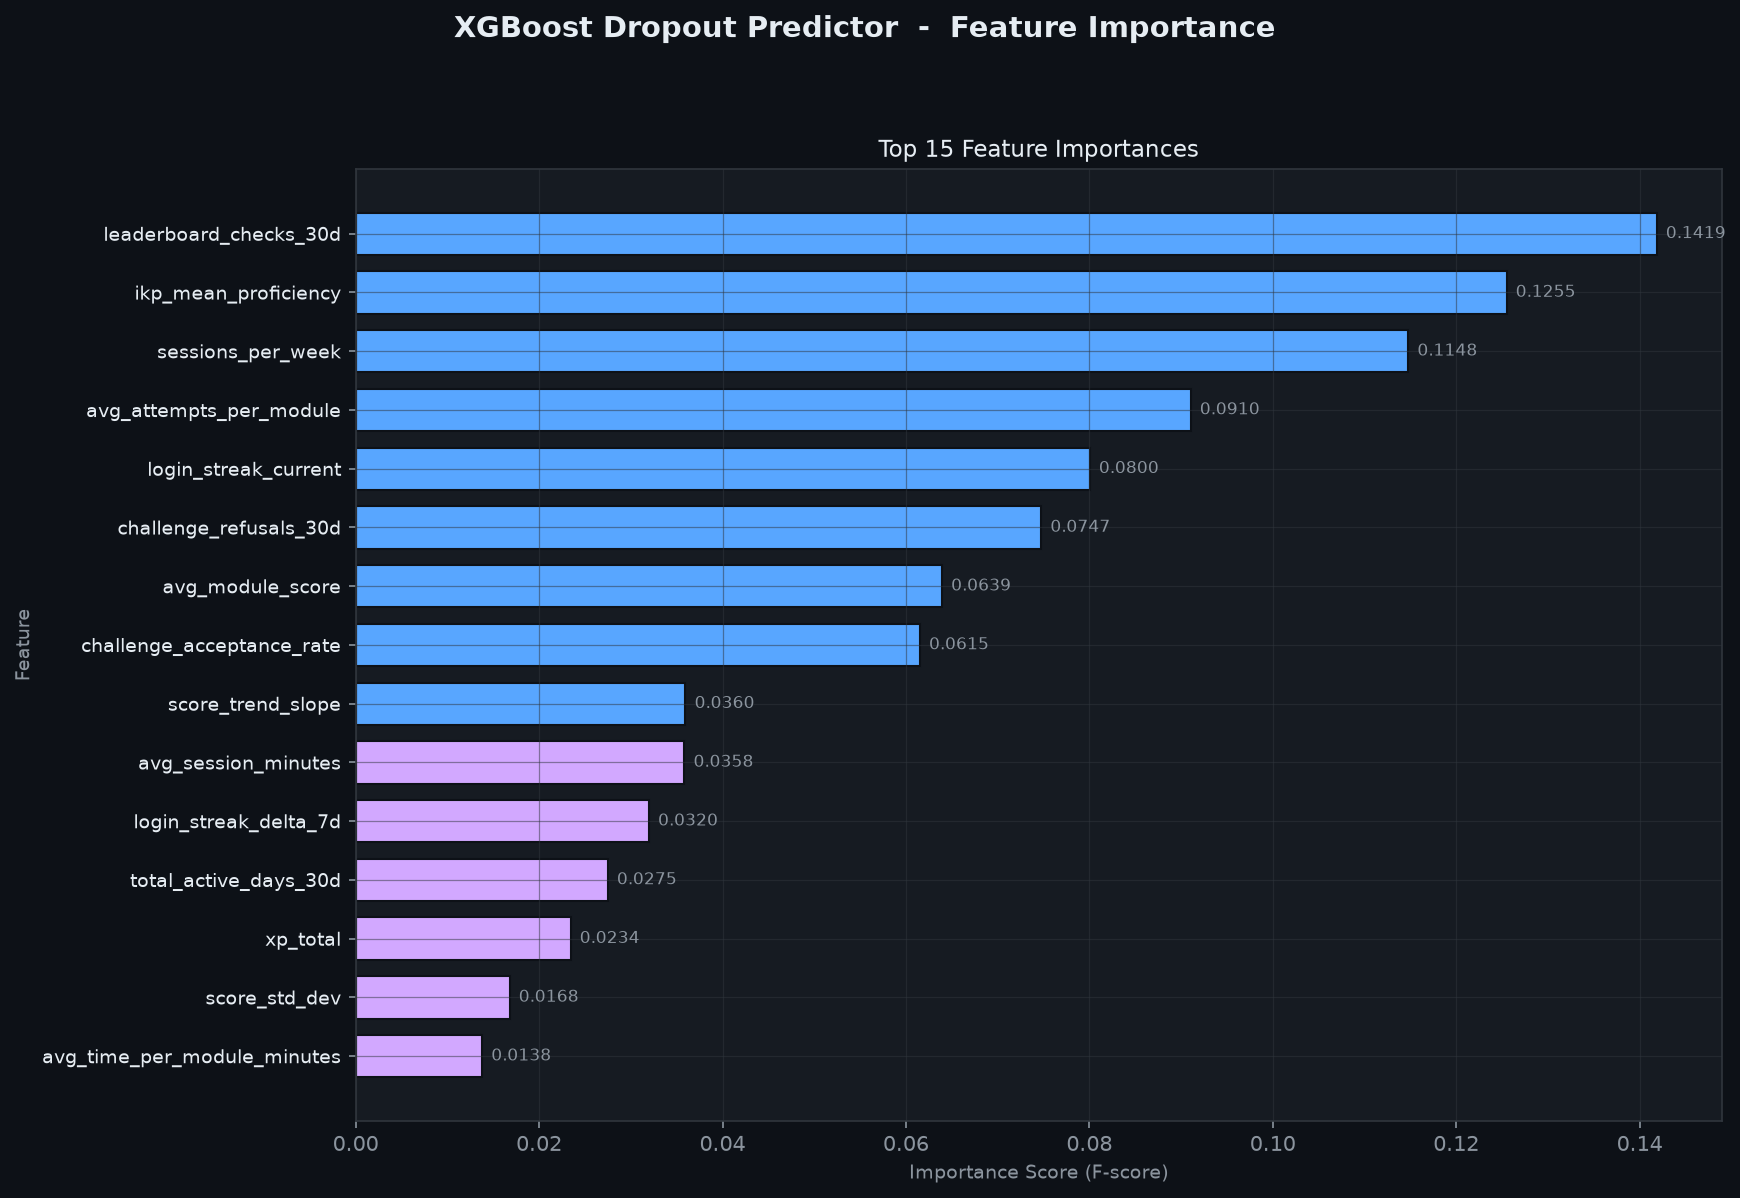 XGBoost Dropout Predictor - Feature Importance
Top 15 Feature Importances
leaderboard_checks_30d 0.1419
ikp_mean_proficiency 0.1255
sessions_per_week 0.1148
avg_attempts_per_module 0.0910
login_streak_current 0.0800
challenge_refusals_30d 0.0747
avg_module_score 0.0639
challenge_acceptance_rate 0.0615
score_trend_slope 0.0360
avg_session_minutes 0.0358
login_streak_delta_7d 0.0320
total_active_days_30d 0.0275
xp_total 0.0234
score_std_dev 0.0168
avg_time_per_module_minutes 0.0138
Feature
0.00 0.02 0.04 0.06 0.08 0.10 0.12 0.14
Importance Score (F-score)